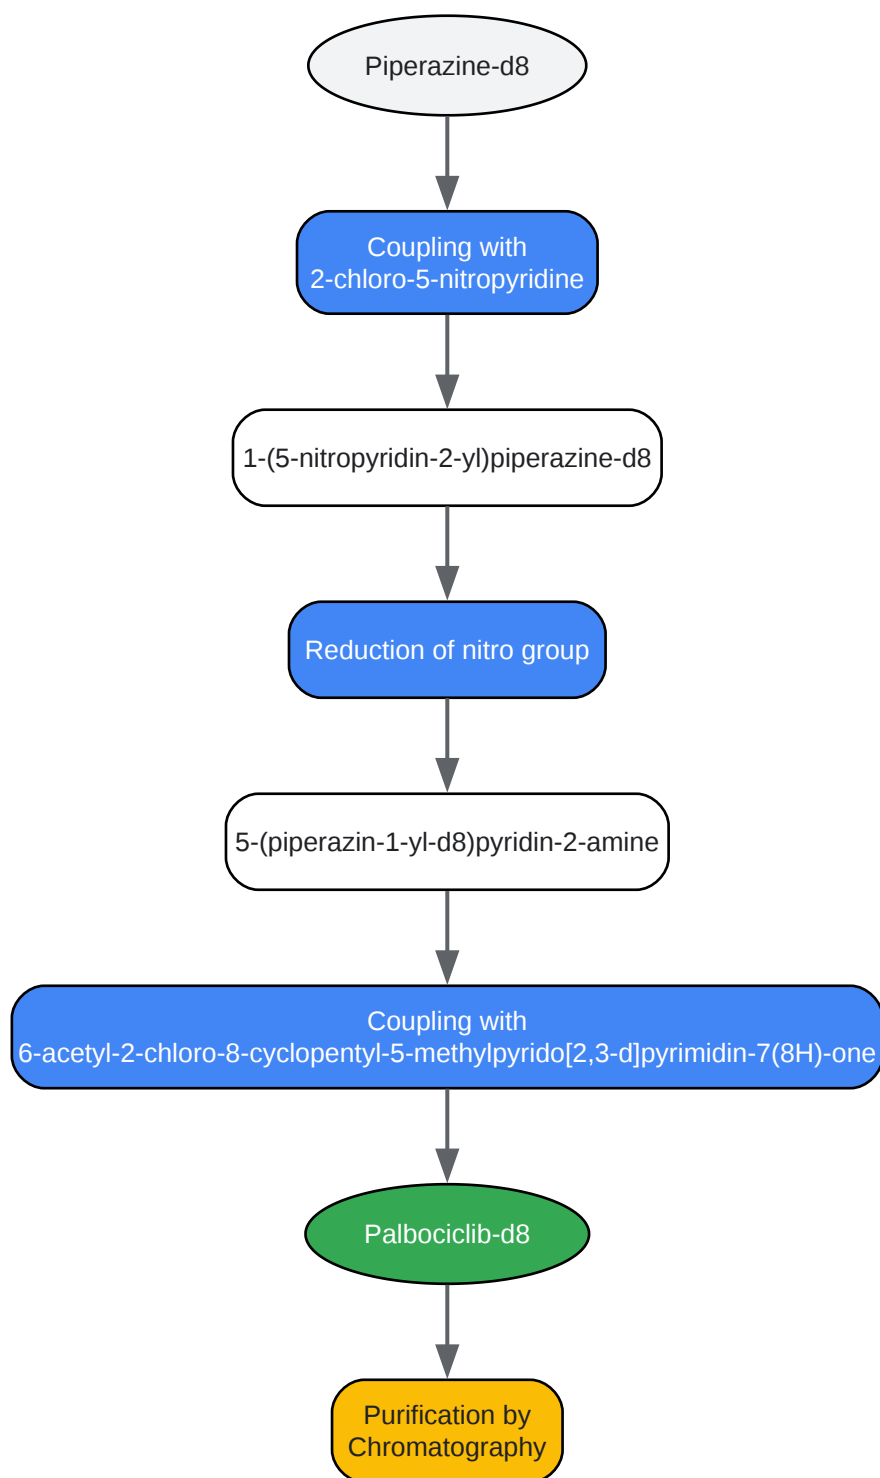 Piperazine-d8
Coupling with
2-chloro-5-nitropyridine
1-(5-nitropyridin-2-yl)piperazine-d8
Reduction of nitro group
5-(piperazin-1-yl-d8)pyridin-2-amine
Coupling with
6-acetyl-2-chloro-8-cyclopentyl-5-methylpyrido[2,3-d]pyrimidin-7(8H)-one
Palbociclib-d8
Purification by
Chromatography